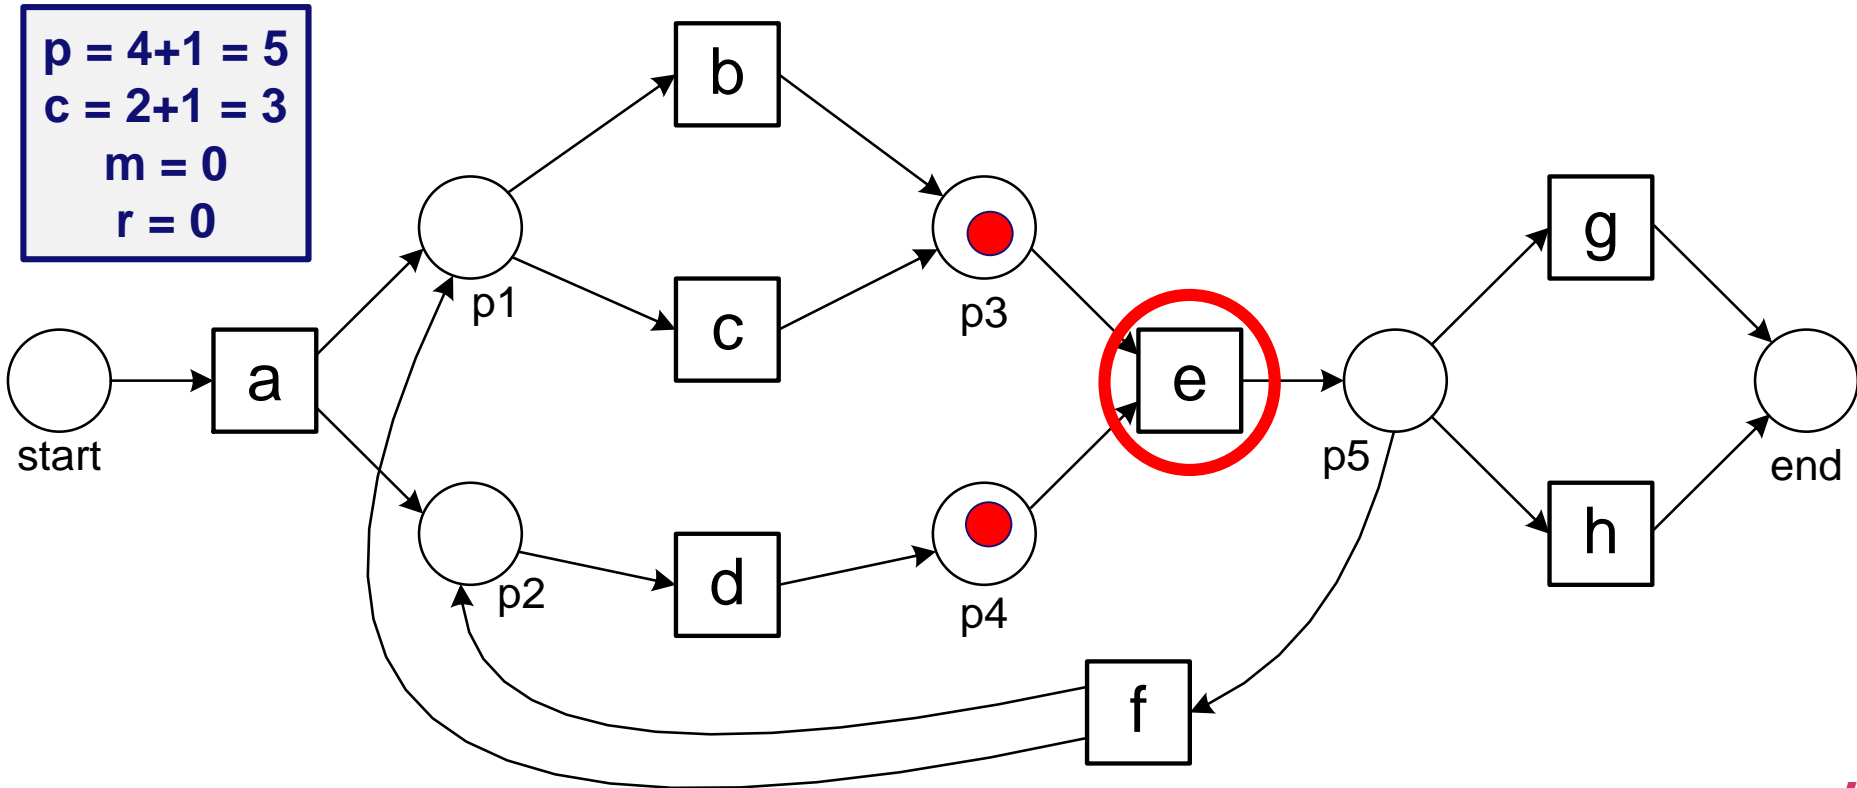 p = 4+1 = 5
c = 2+1 = 3
m = 0
r = 0
b
g
p1
c
p3
a
e
start
p5
end
h
d
p2
p4
f